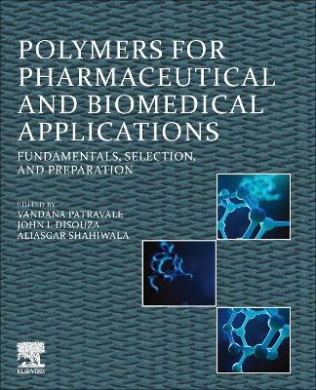 POLYMERS FOR
PHARMACEUTICAL
AND BIOMEDICAL
APPLICATIONS
FUNDAMENTALS, SELECTION,
AND PREPARATION
EDITED BY
VANDANA PATRAVALE
JOHN I. DISOUZA
ALIASGAR SHAHIWALA
ELSEVIER